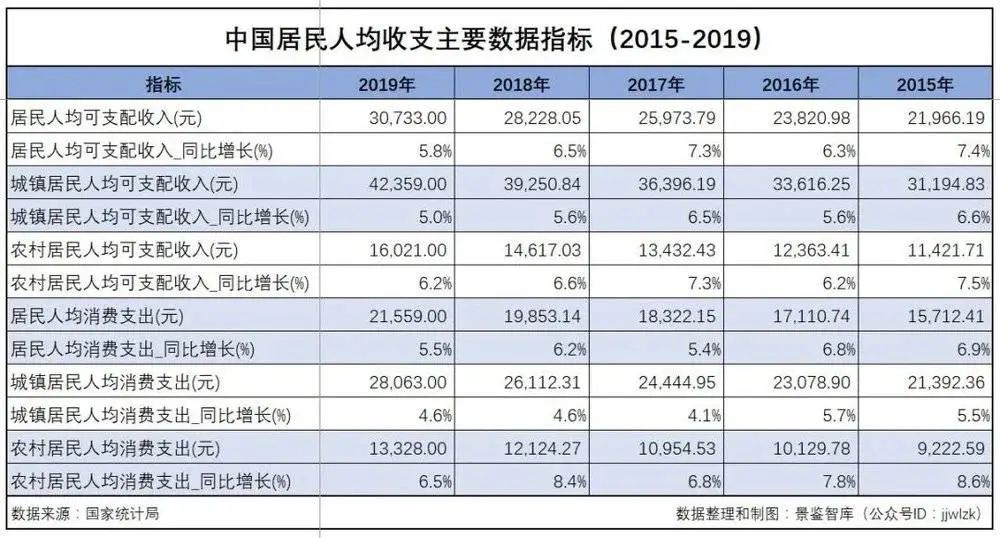 中国居民人均收支主要数据指标（2015-2019）
指标 2019年 2018年 2017年 2016年 2015年
居民人均可支配收入(元) 30,733.00 28,228.05 25,973.79 23,820.98 21,966.19
居民人均可支配收入_同比增长(%) 5.8% 6.5% 7.3% 6.3% 7.4%
城镇居民人均可支配收入(元) 42,359.00 39,250.84 36,396.19 33,616.25 31,194.83
城镇居民人均可支配收入_同比增长(%) 5.0% 5.6% 6.5% 5.6% 6.6%
农村居民人均可支配收入(元) 16,021.00 14,617.03 13,432.43 12,363.41 11,421.71
农村居民人均可支配收入_同比增长(%) 6.2% 6.6% 7.3% 6.2% 7.5%
居民人均消费支出(元) 21,559.00 19,853.14 18,322.15 17,110.74 15,712.41
居民人均消费支出_同比增长(%) 5.5% 6.2% 5.4% 6.8% 6.9%
城镇居民人均消费支出(元) 28,063.00 26,112.31 24,444.95 23,078.90 21,392.36
城镇居民人均消费支出_同比增长(%) 4.6% 4.6% 4.1% 5.7% 5.5%
农村居民人均消费支出(元) 13,328.00 12,124.27 10,954.53 10,129.78 9,222.59
农村居民人均消费支出_同比增长(%) 6.5% 8.4% 6.8% 7.8% 8.6%
数据来源：国家统计局 数据整理和制图：景鉴智库（公众号ID：jjwlzk）